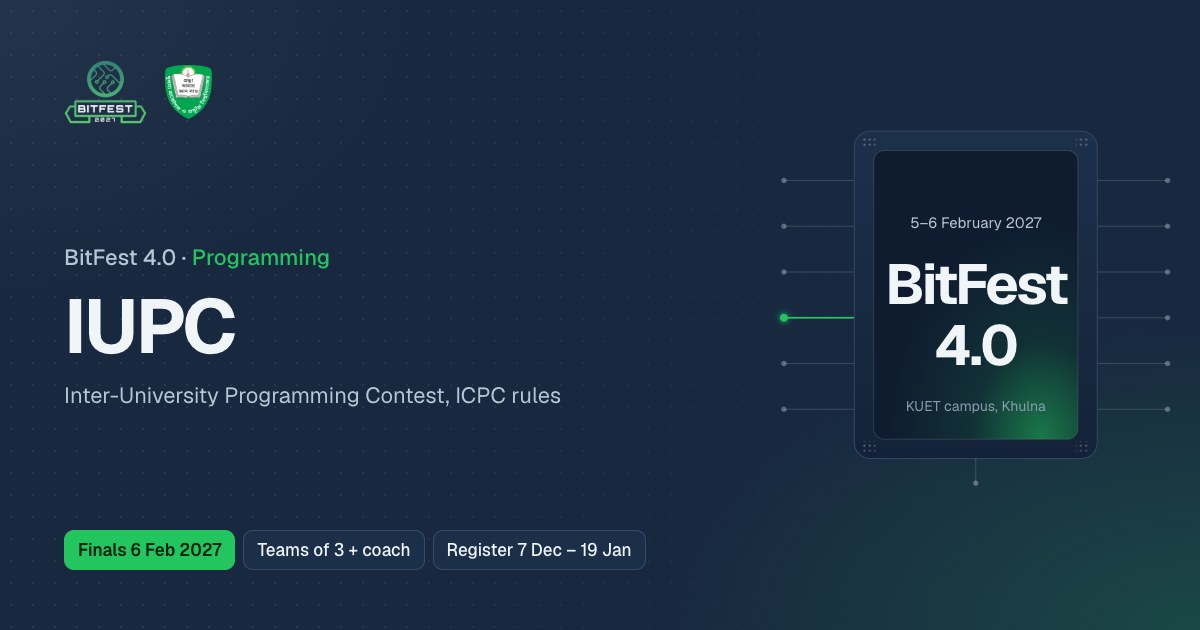 BITFEST
2027
BitFest 4.0 · Programming
IUPC
Inter-University Programming Contest, ICPC rules
Finals 6 Feb 2027
Teams of 3 + coach
Register 7 Dec – 19 Jan
5–6 February 2027
BitFest
4.0
KUET campus, Khulna